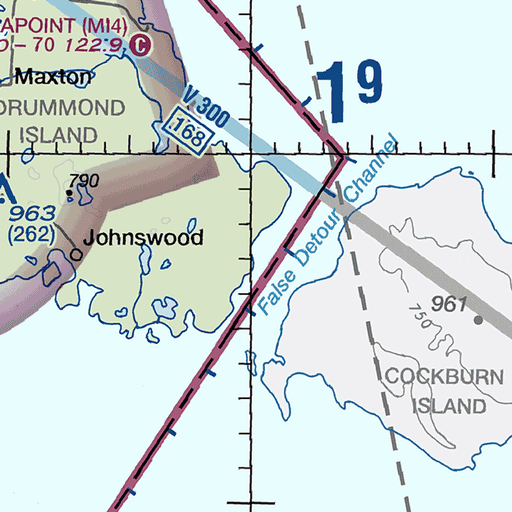 APOINT (MI4)
– 70 122.9 C
Maxton
DRUMMOND
ISLAND
V 300
168
19
790
963
(262)
Johnswood
False Detour Channel
961
750
COCKBURN
ISLAND